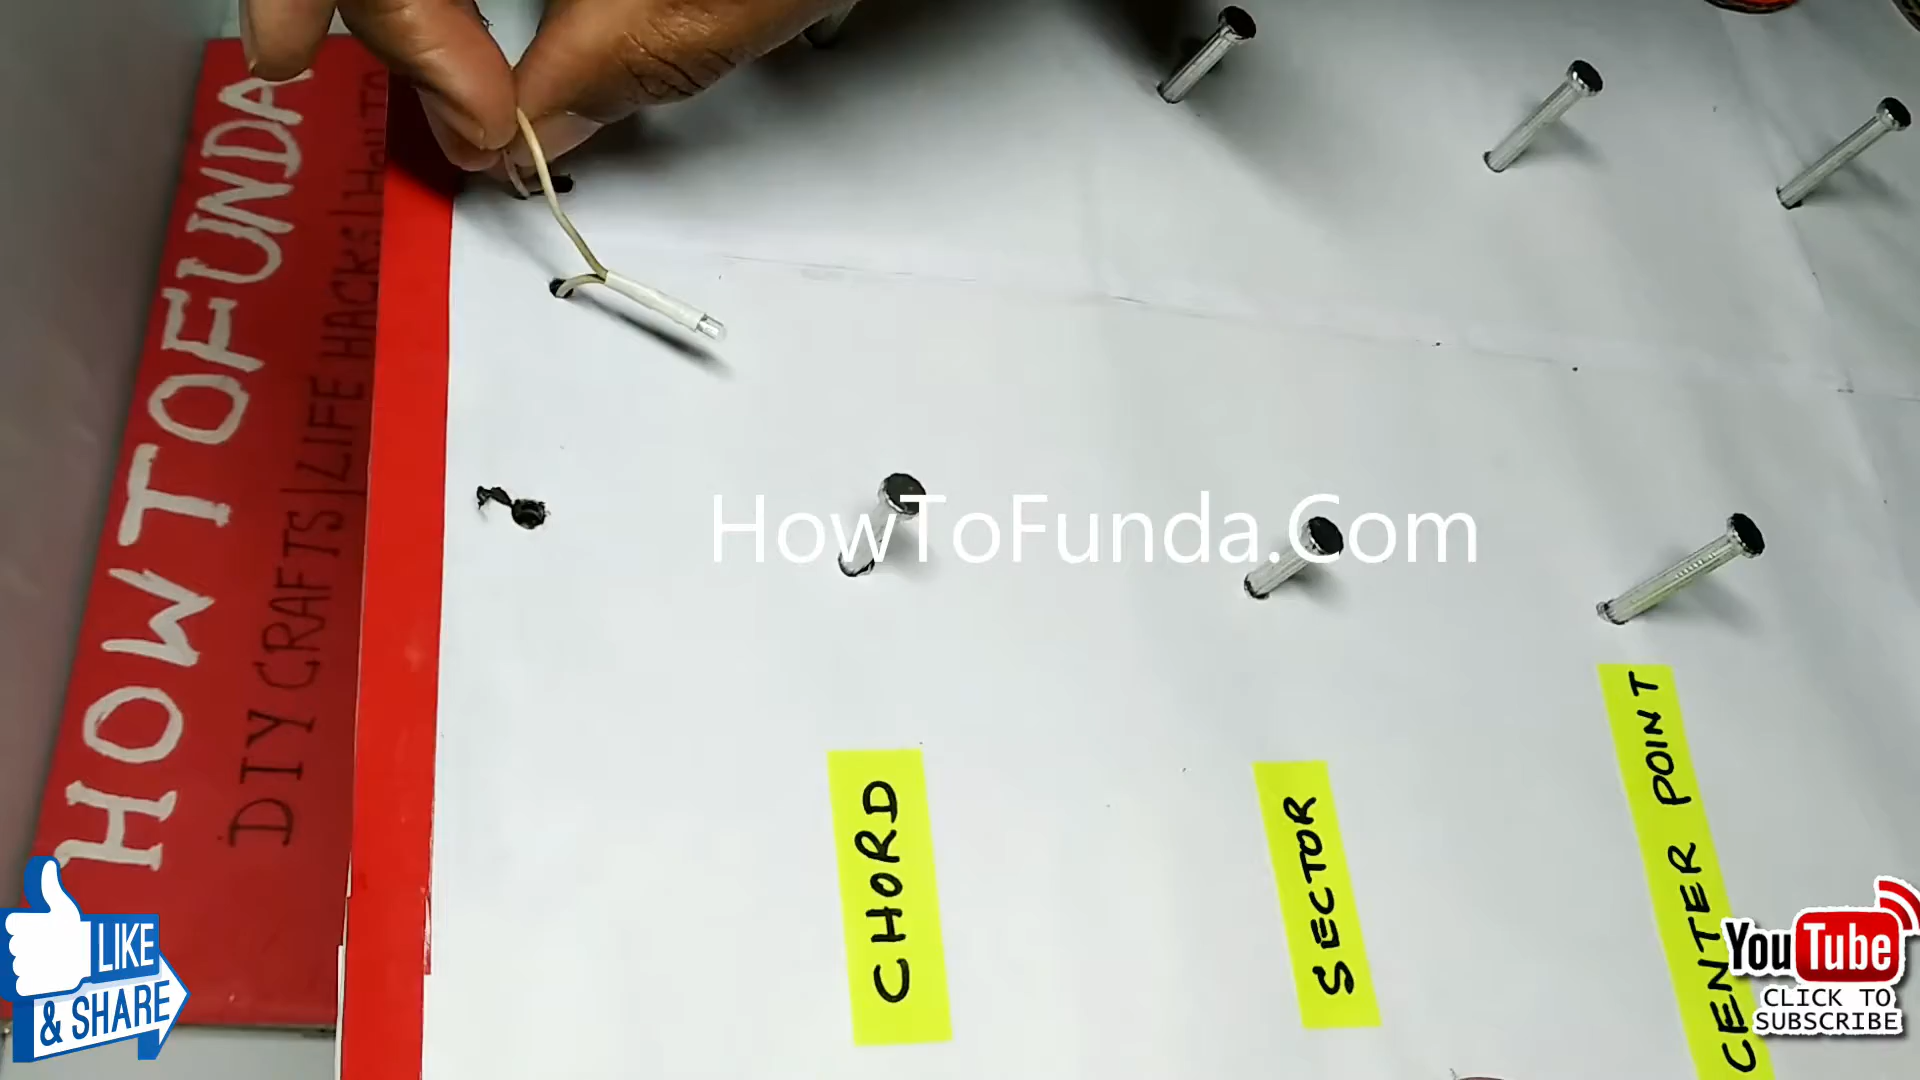 HOWTOFUNDA
DIY CRAFTS|LIFE HACKS|HOW TO
HowToFunda.Com
CHORD
SECTOR
CENTER POINT
LIKE
& SHARE
YouTube
CLICK TO
SUBSCRIBE